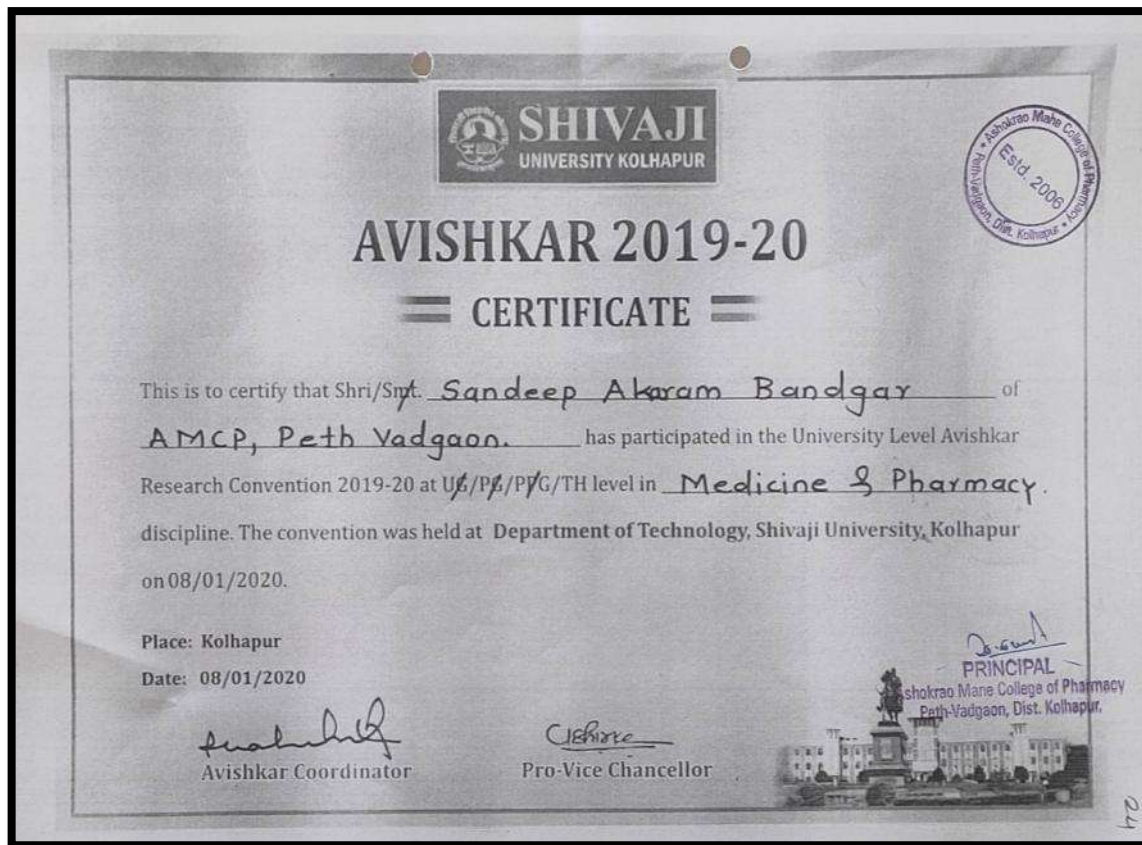 SHIVAJI
UNIVERSITY KOLHAPUR
Ashokrao Mane College of Pharmacy
Peth-Vadgaon, Dist. Kolhapur
Estd. 2006
AVISHKAR 2019-20
CERTIFICATE
This is to certify that Shri/Smt. Sandeep Akaram Bandgar of
AMCP, Peth Vadgaon. has participated in the University Level Avishkar
Research Convention 2019-20 at UG/PG/PPG/TH level in Medicine & Pharmacy.
discipline. The convention was held at Department of Technology, Shivaji University, Kolhapur
on 08/01/2020.
Place: Kolhapur
Date: 08/01/2020
PRINCIPAL
shokrao Mane College of Pharmacy
Peth-Vadgaon, Dist. Kolhapur.
Avishkar Coordinator
Pro-Vice Chancellor
24